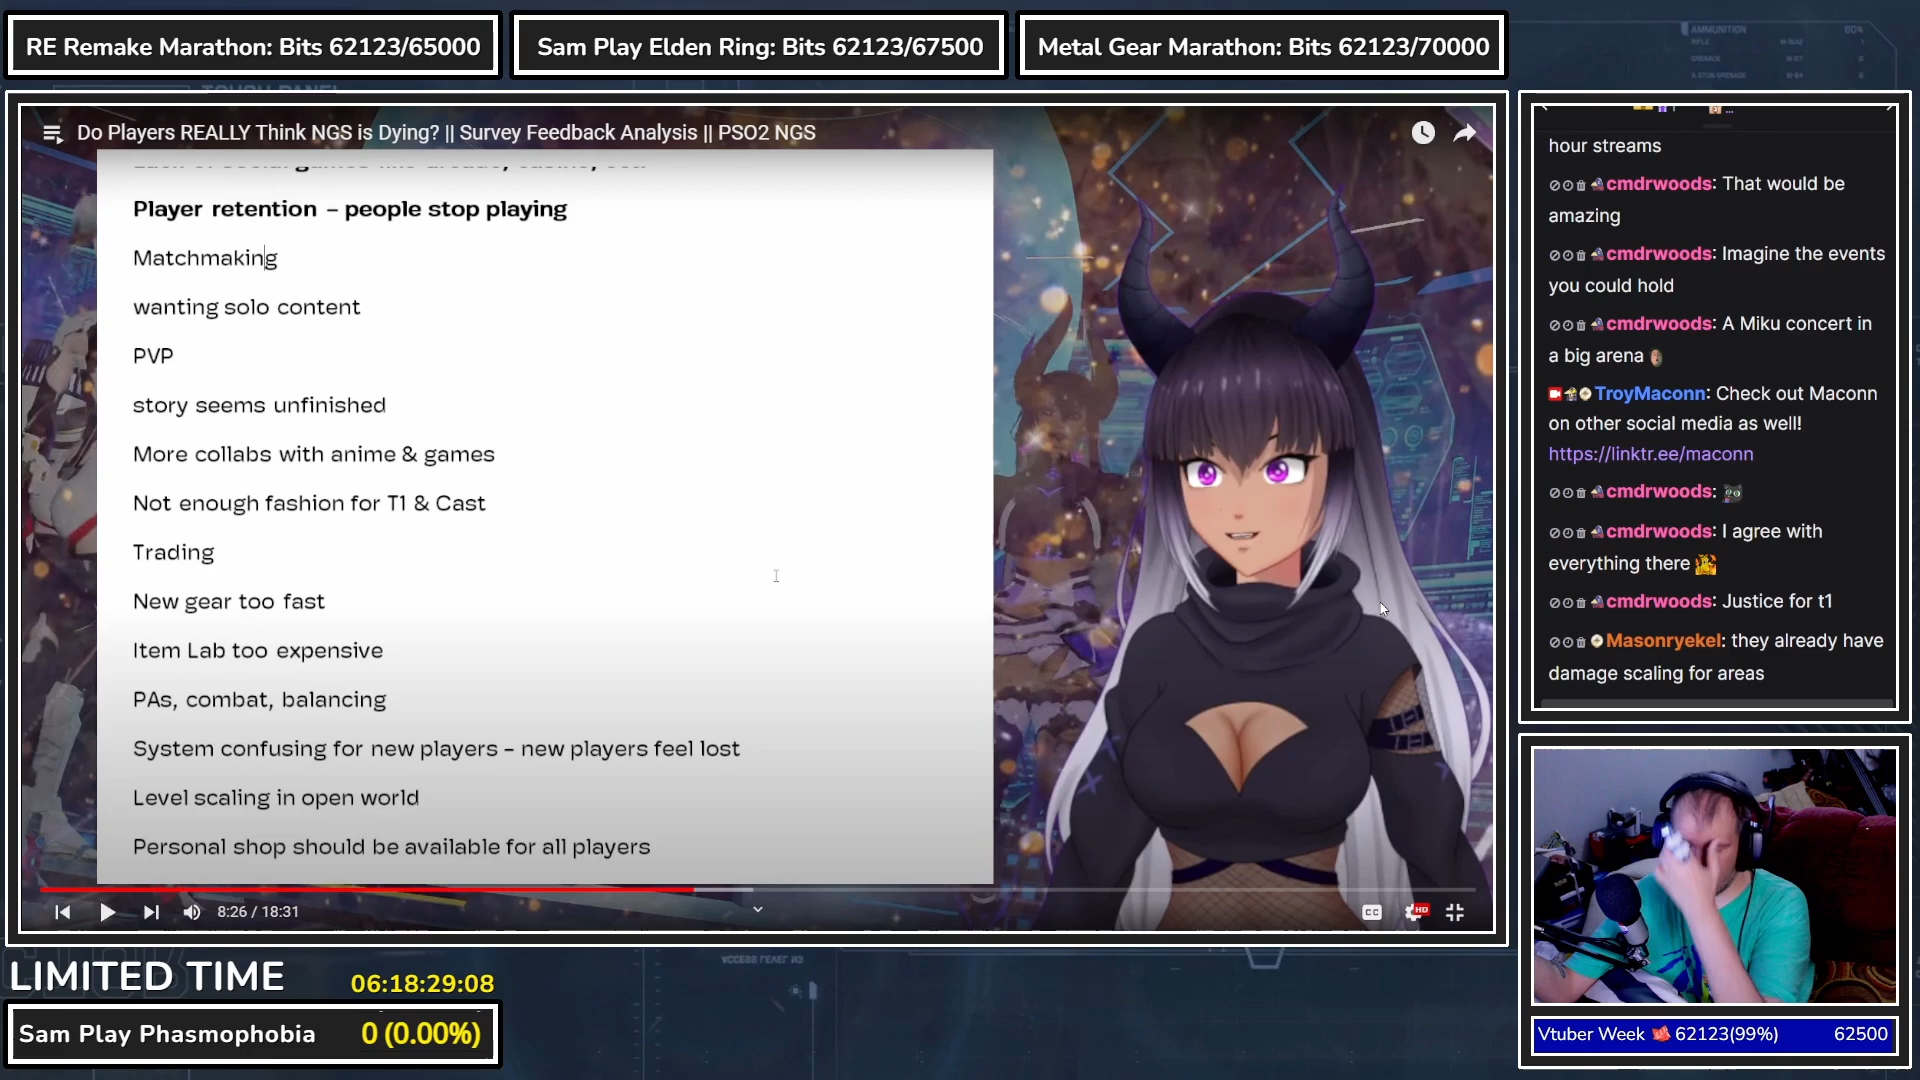 RE Remake Marathon: Bits 62123/65000
Sam Play Elden Ring: Bits 62123/67500
Metal Gear Marathon: Bits 62123/70000
AMMUNITION
Do Players REALLY Think NGS is Dying? || Survey Feedback Analysis || PSO2 NGS
Player retention – people stop playing
Matchmaking
wanting solo content
PVP
story seems unfinished
More collabs with anime & games
Not enough fashion for T1 & Cast
Trading
New gear too fast
Item Lab too expensive
PAs, combat, balancing
System confusing for new players – new players feel lost
Level scaling in open world
Personal shop should be available for all players
8:26 / 18:31
CC
HD
hour streams
cmdrwoods: That would be
amazing
cmdrwoods: Imagine the events
you could hold
cmdrwoods: A Miku concert in
a big arena
TroyMaconn: Check out Maconn
on other social media as well!
https://linktr.ee/maconn
cmdrwoods:
cmdrwoods: I agree with
everything there
cmdrwoods: Justice for t1
Masonryekel: they already have
damage scaling for areas
LIMITED TIME
06:18:29:08
Sam Play Phasmophobia 0 (0.00%)
Vtuber Week 62123(99%) 62500